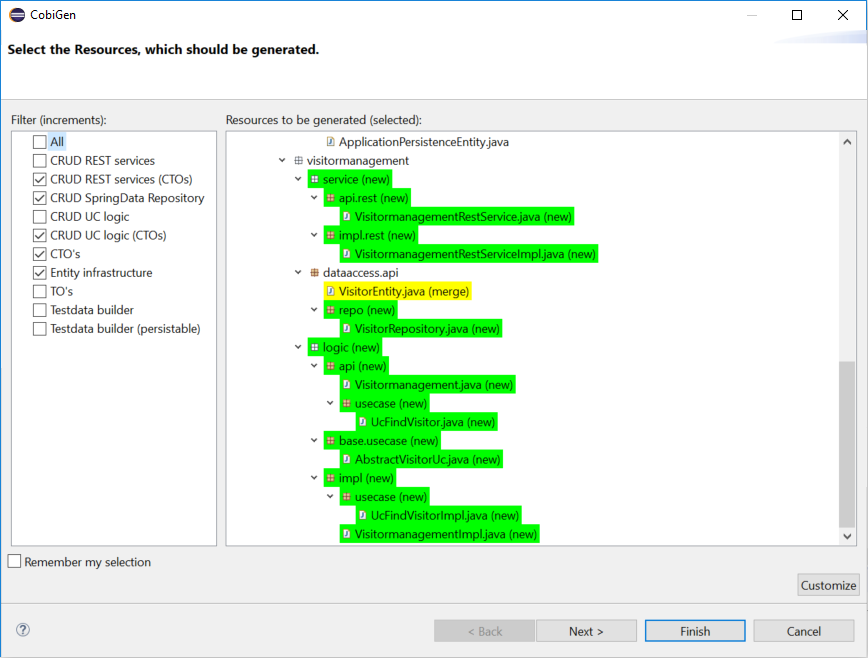 CobiGen
Select the Resources, which should be generated.
Filter (increments):
All
CRUD REST services
CRUD REST services (CTOs)
CRUD SpringData Repository
CRUD UC logic
CRUD UC logic (CTOs)
CTO's
Entity infrastructure
TO's
Testdata builder
Testdata builder (persistable)
Resources to be generated (selected):
ApplicationPersistenceEntity.java
visitormanagement
service (new)
api.rest (new)
VisitormanagementRestService.java (new)
impl.rest (new)
VisitormanagementRestServiceImpl.java (new)
dataaccess.api
VisitorEntity.java (merge)
repo (new)
VisitorRepository.java (new)
logic (new)
api (new)
Visitormanagement.java (new)
usecase (new)
UcFindVisitor.java (new)
base.usecase (new)
AbstractVisitorUc.java (new)
impl (new)
usecase (new)
UcFindVisitorImpl.java (new)
VisitormanagementImpl.java (new)
Remember my selection
Customize
?
< Back
Next >
Finish
Cancel